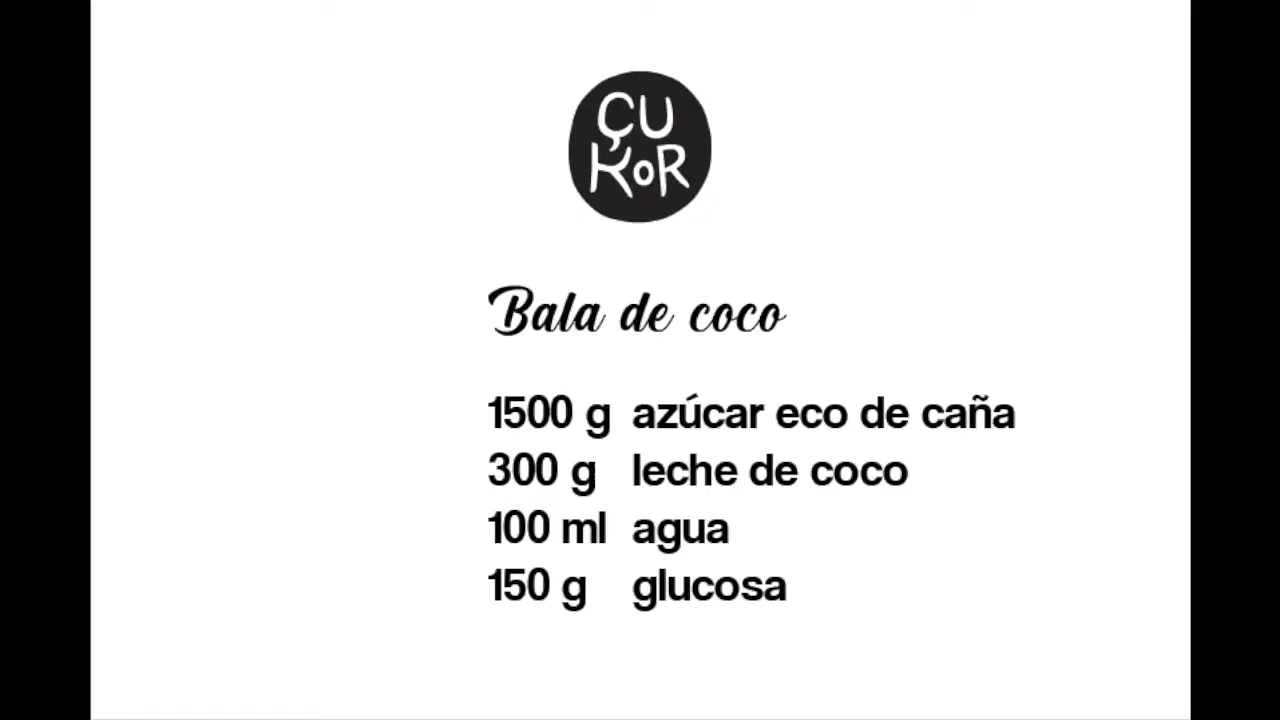 ÇU
KoR
Bala de coco
1500 g azúcar eco de caña
300 g leche de coco
100 ml agua
150 g glucosa